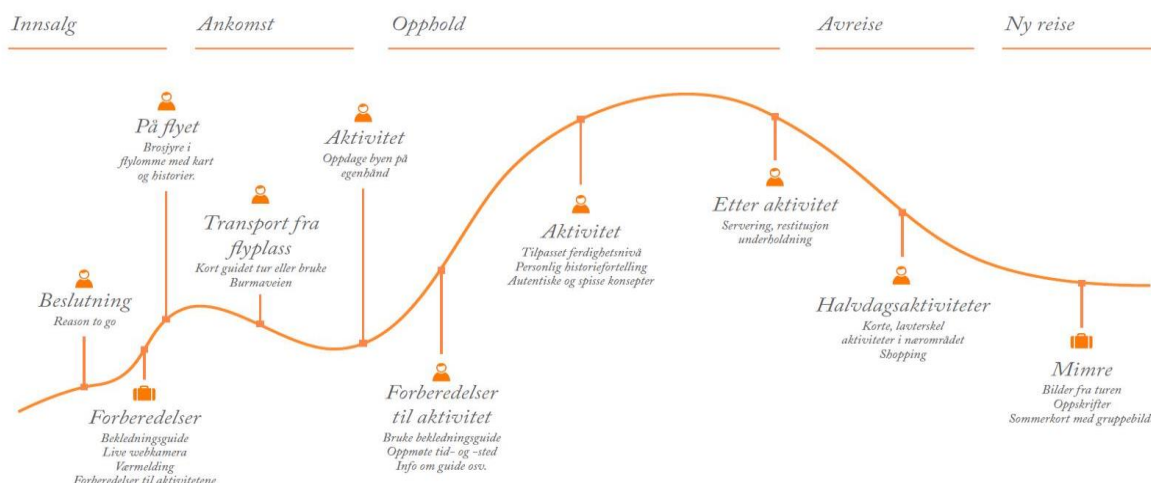 Innsalg
Ankomst
Opphold
Avreise
Ny reise
Beslutning
Reason to go
Forberedelser
Bekledningsguide
Live webkamera
Værmelding
Forberedelser til aktivitetene
På flyet
Brosjyre i
flylomme med kart
og historier.
Transport fra
flyplass
Kort guidet tur eller bruke
Burmaveien
Aktivitet
Oppdage byen på
egenhånd
Forberedelser
til aktivitet
Bruke bekledningsguide
Oppmøte tid- og -sted
Info om guide osv.
Aktivitet
Tilpasset ferdighetsnivå
Personlig historiefortelling
Autentiske og spisse konsepter
Etter aktivitet
Servering, restitusjon
underholdning
Halvdagsaktiviteter
Korte, lavterskel
aktiviteter i nærområdet
Shopping
Mimre
Bilder fra turen
Oppskrifter
Sommerkort med gruppebilde